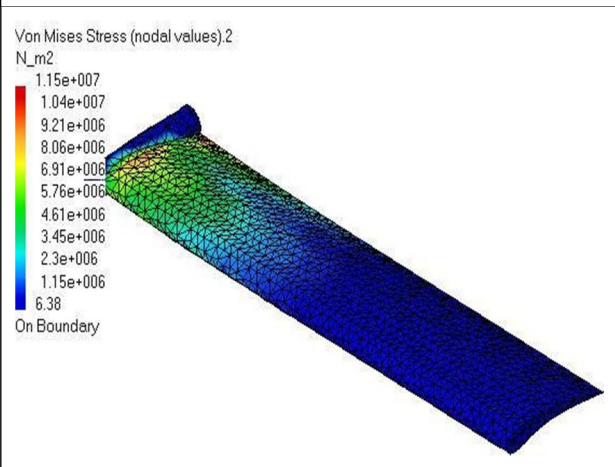 Von Mises Stress (nodal values).2
N_m2
1.15e+007
1.04e+007
9.21e+006
8.06e+006
6.91e+006
5.76e+006
4.61e+006
3.45e+006
2.3e+006
1.15e+006
6.38
On Boundary